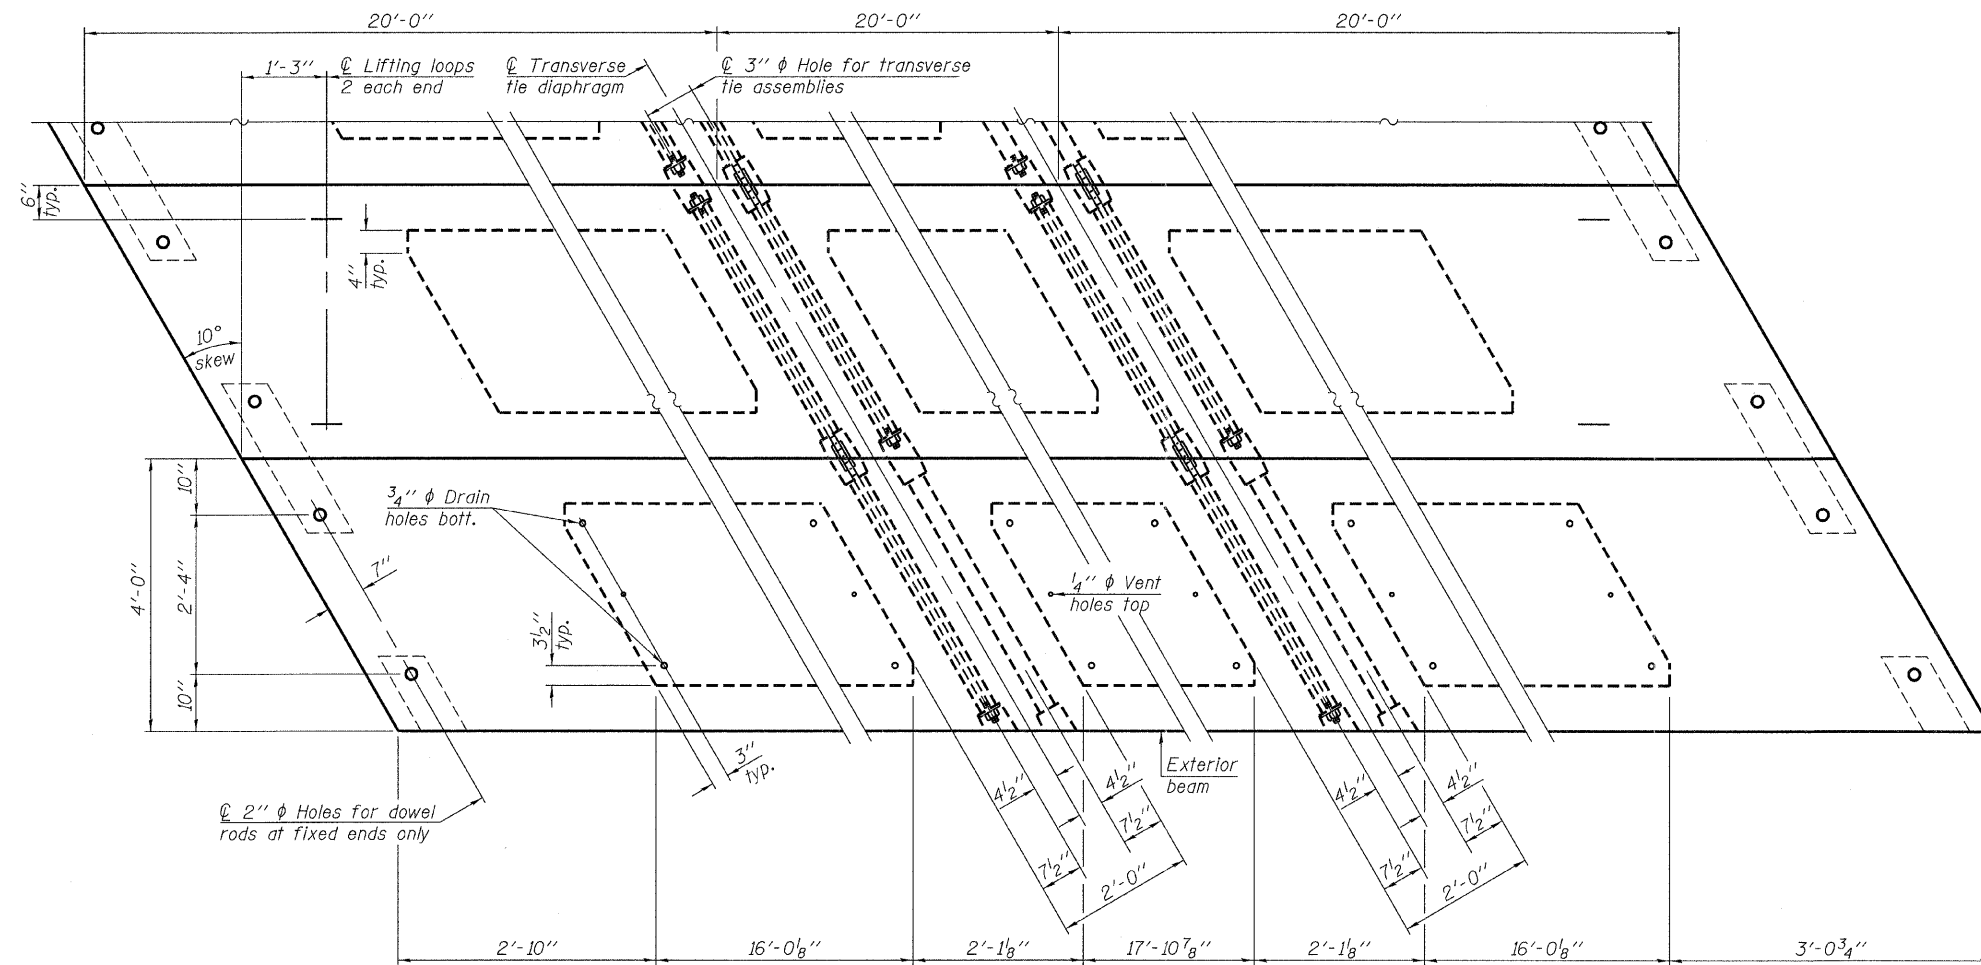 20'-0"
20'-0"
20'-0"
1'-3"
℄ Lifting loops
2 each end
℄ Transverse
tie diaphragm
℄ 3" ϕ Hole for transverse
tie assemblies
6"
typ.
4"
typ.
10°
skew
3/4" ϕ Drain
holes bott.
10"
2'-4"
10"
4'-0"
7"
3 1/2"
typ.
1/4" ϕ Vent
holes top
3"
typ.
Exterior
beam
℄ 2" ϕ Holes for dowel
rods at fixed ends only
4 1/2"
4 1/2"
7 1/2"
7 1/2"
2'-0"
4 1/2"
4 1/2"
7 1/2"
7 1/2"
2'-0"
2'-10"
16'-0 1/8"
2'-1 1/8"
17'-10 7/8"
2'-1 1/8"
16'-0 1/8"
3'-0 3/4"